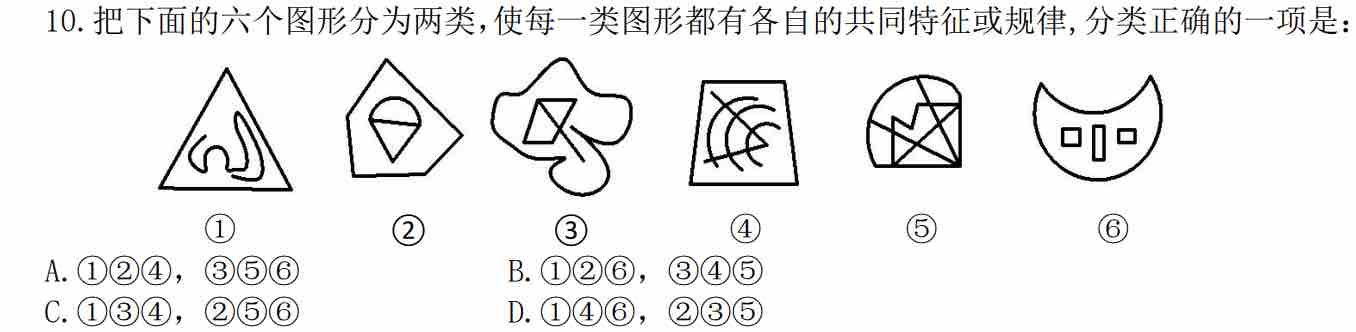 10.把下面的六个图形分为两类,使每一类图形都有各自的共同特征或规律,分类正确的一项是:
① ② ③ ④ ⑤ ⑥
A.①②④，③⑤⑥ B.①②⑥，③④⑤
C.①③④，②⑤⑥ D.①④⑥，②③⑤